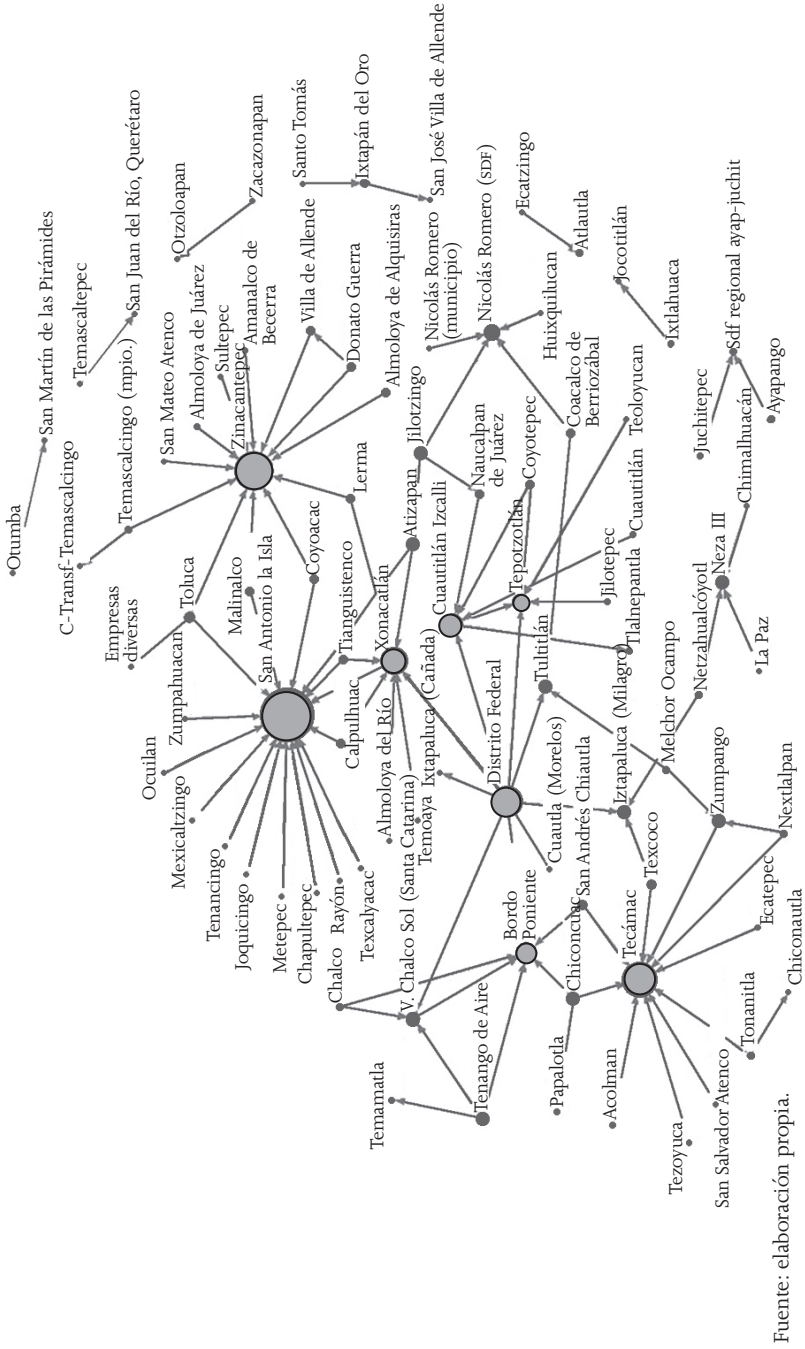 Otumba
San Martín de las Pirámides
C-Transf-Temascalcingo
Temascaltepec
Temascalcingo (mpio.)
San Juan del Río, Querétaro
Empresas
diversas
Toluca
San Mateo Atenco
Otzoloapan
Zumpahuacan
Almoloya de Juárez
Zacazonapan
Ocuilan
Malinalco
Sultepec
San Antonio la Isla
Zinacantepec
Amanalco de
Becerra
Mexicaltzingo
Coyoacac
Villa de Allende
Santo Tomás
Tenancingo
Tianguistenco
Lerma
Donato Guerra
Joquicingo
Calpulhuac
Xonacatlán
Almoloya de Alquisiras
Ixtapán del Oro
Metepec
Chapultepec
Almoloya del Río
Atizapan
Jilotzingo
Nicolás Romero
(municipio)
San José Villa de Allende
Chalco
Rayón
Texcalyacac
Temoaya
Ixtapaluca (Cañada)
Cuautitlán Izcalli
Naucalpan
de Juárez
Nicolás Romero (SDF)
V. Chalco Sol (Santa Catarina)
Distrito Federal
Tepotzotlán
Coyotepec
Huixquilucan
Ecatzingo
Temamatla
Tenango de Aire
Bordo
Poniente
Cuautla (Morelos)
Tultitlán
Jilotepec
Coacalco de
Berriozábal
Atlautla
Papalotla
Chiconcuac
San Andrés Chiautla
Iztapaluca (Milagro)
Tlalnepantla
Cuautitlán
Teoloyucan
Jocotitlán
Acolman
Tecámac
Texcoco
Melchor Ocampo
Netzahualcóyotl
Neza III
Ixtlahuaca
Tezoyuca
Zumpango
La Paz
Chimalhuacán
Juchitepec
San Salvador Atenco
Tonanitla
Ecatepec
Nextlalpan
Sdf regional ayap-juchit
Chiconautla
Ayapango
Fuente: elaboración propia.